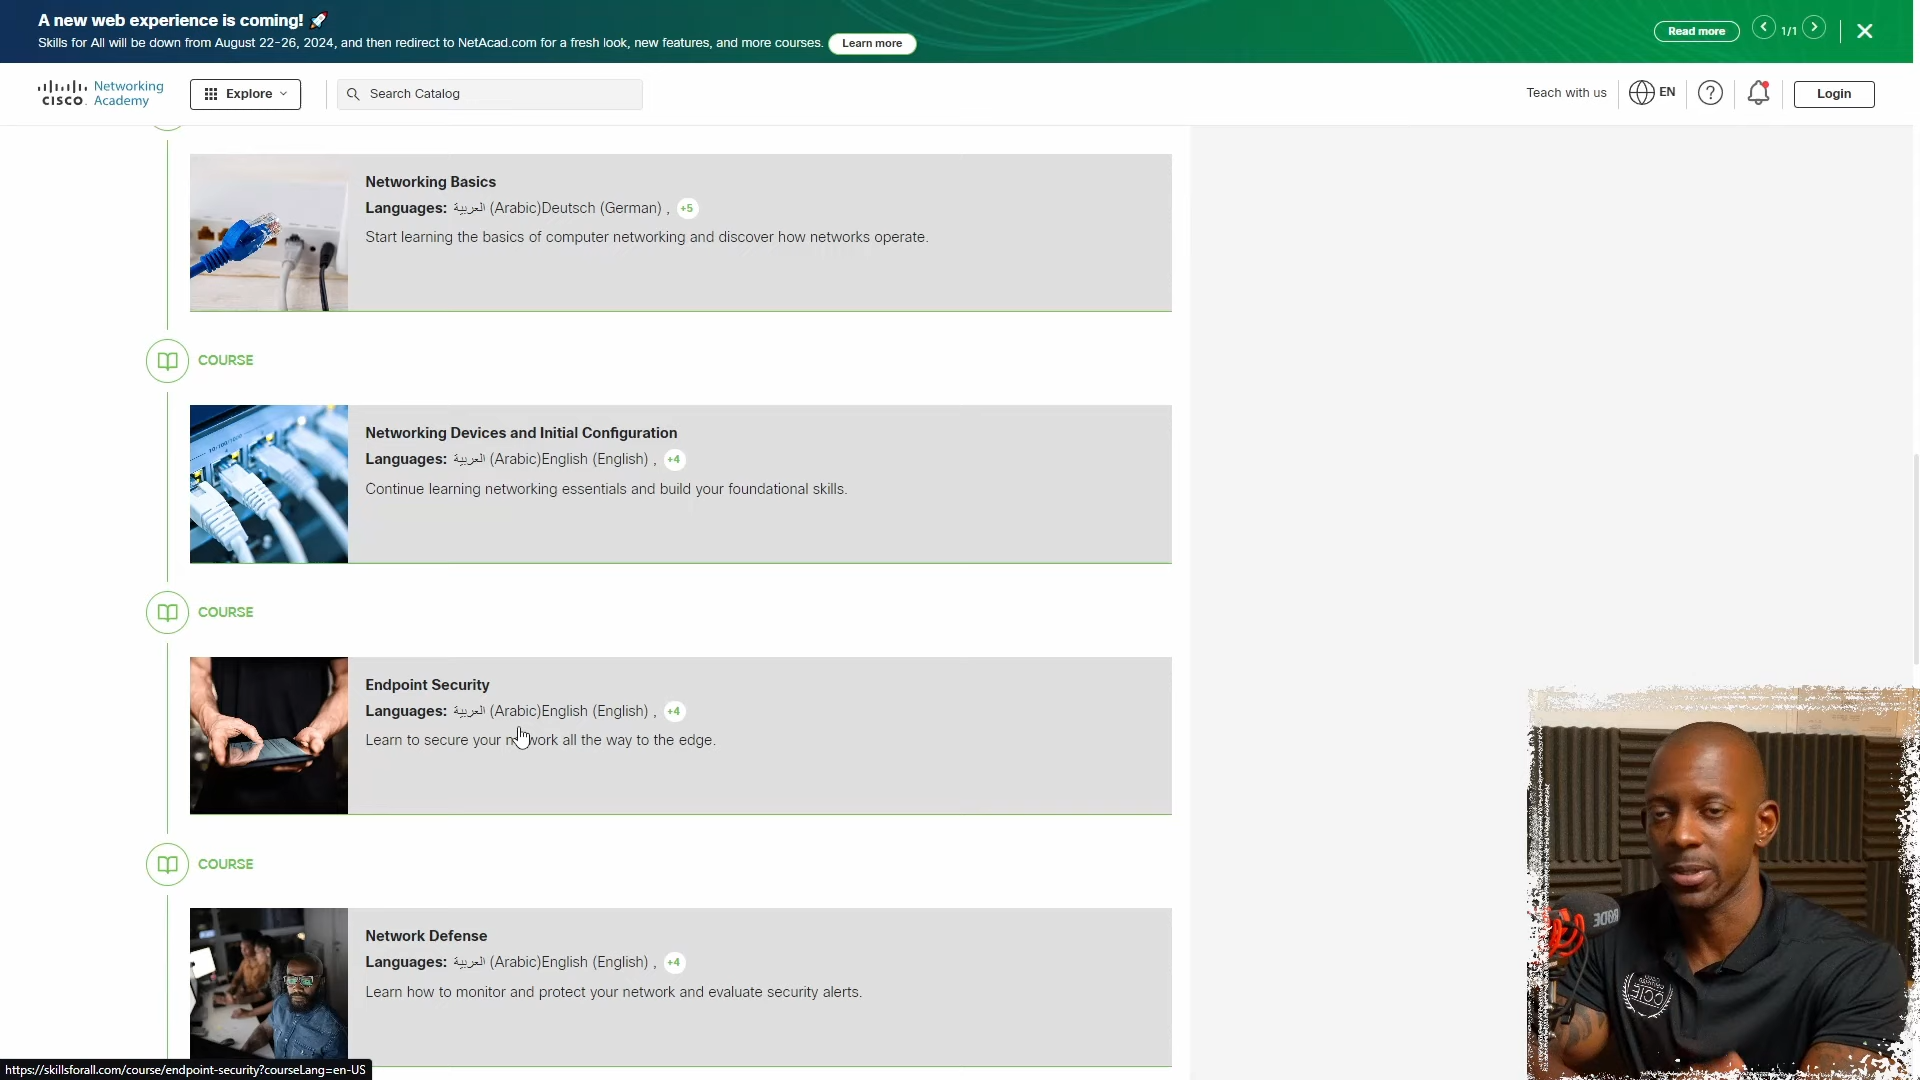 A new web experience is coming! 🚀
Skills for All will be down from August 22-26, 2024, and then redirect to NetAcad.com for a fresh look, new features, and more courses. Learn more
Read more 1/1
CISCO Networking Academy
Explore
Search Catalog
Teach with us
EN
Login
Networking Basics
Languages: العربية (Arabic)Deutsch (German) , +5
Start learning the basics of computer networking and discover how networks operate.
COURSE
10/100/1000
Networking Devices and Initial Configuration
Languages: العربية (Arabic)English (English) , +4
Continue learning networking essentials and build your foundational skills.
COURSE
Endpoint Security
Languages: العربية (Arabic)English (English) , +4
Learn to secure your network all the way to the edge.
COURSE
Network Defense
Languages: العربية (Arabic)English (English) , +4
Learn how to monitor and protect your network and evaluate security alerts.
RØDE
CCIE
https://skillsforall.com/course/endpoint-security?courseLang=en-US